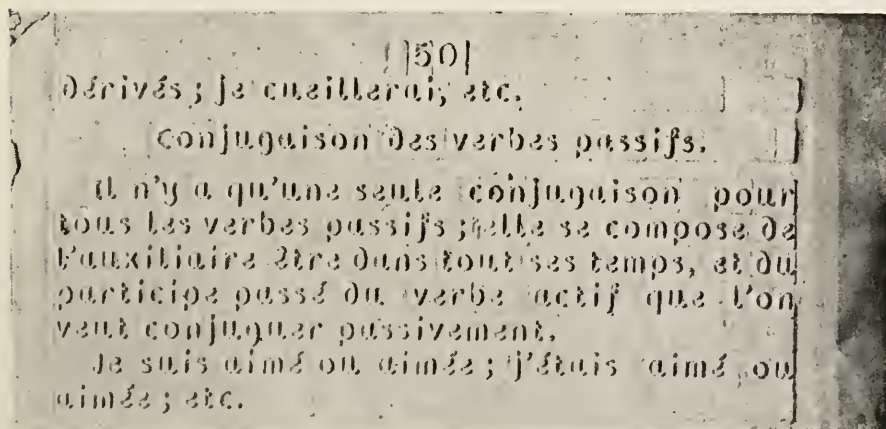 |50|
dérivés ; je cueillerai, etc.
conjugaison des verbes passifs.
il n'y a qu'une seule conjugaison pour
tous les verbes passifs ; elle se compose de
l'auxiliaire être dans tout ses temps, et du
participe passé du verbe actif que l'on
veut conjuguer passivement.
Je suis aimé ou aimée ; j'étais aimé ou
aimée ; etc.